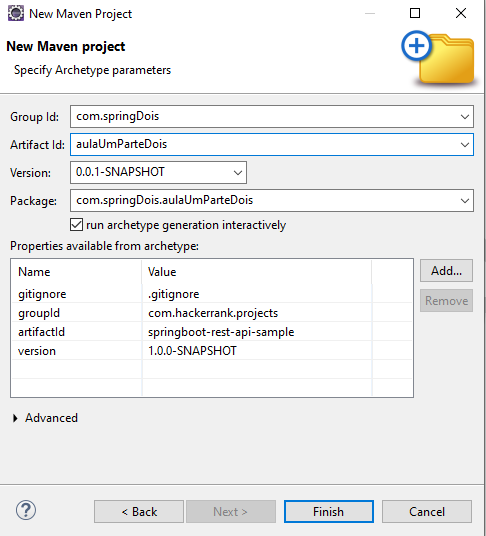 New Maven Project
New Maven project
Specify Archetype parameters
Group Id: com.springDois
Artifact Id: aulaUmParteDois
Version: 0.0.1-SNAPSHOT
Package: com.springDois.aulaUmParteDois
run archetype generation interactively
Properties available from archetype:
Name Value
gitignore .gitignore
groupId com.hackerrank.projects
artifactId springboot-rest-api-sample
version 1.0.0-SNAPSHOT
Add...
Remove
Advanced
? < Back Next > Finish Cancel